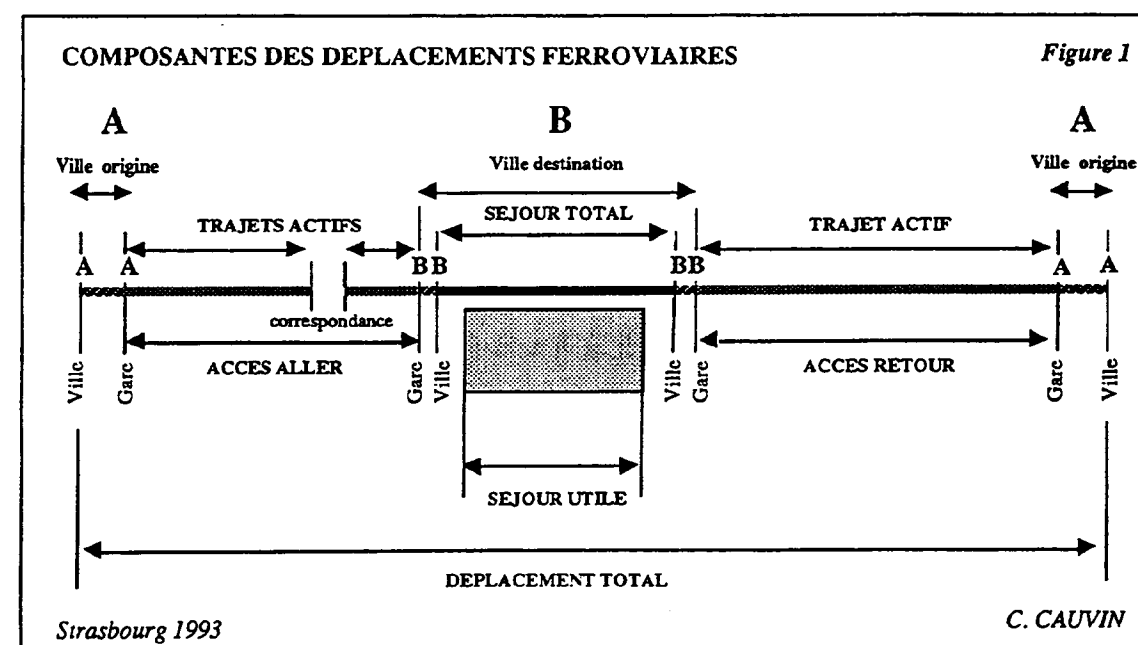 COMPOSANTES DES DEPLACEMENTS FERROVIAIRES
Figure 1
A B A
Ville origine Ville destination Ville origine
TRAJETS ACTIFS SEJOUR TOTAL TRAJET ACTIF
A A B B B B A A
correspondance
ACCES ALLER ACCES RETOUR
Ville Gare Gare Ville Ville Gare Gare Ville
SEJOUR UTILE
DEPLACEMENT TOTAL
Strasbourg 1993
C. CAUVIN